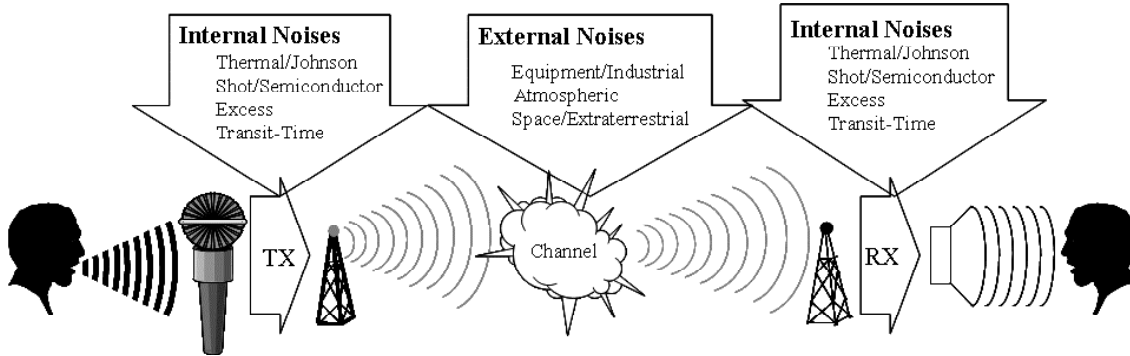 Internal Noises
Thermal/Johnson
Shot/Semiconductor
Excess
Transit-Time
External Noises
Equipment/Industrial
Atmospheric
Space/Extraterrestrial
Internal Noises
Thermal/Johnson
Shot/Semiconductor
Excess
Transit-Time
TX
Channel
RX